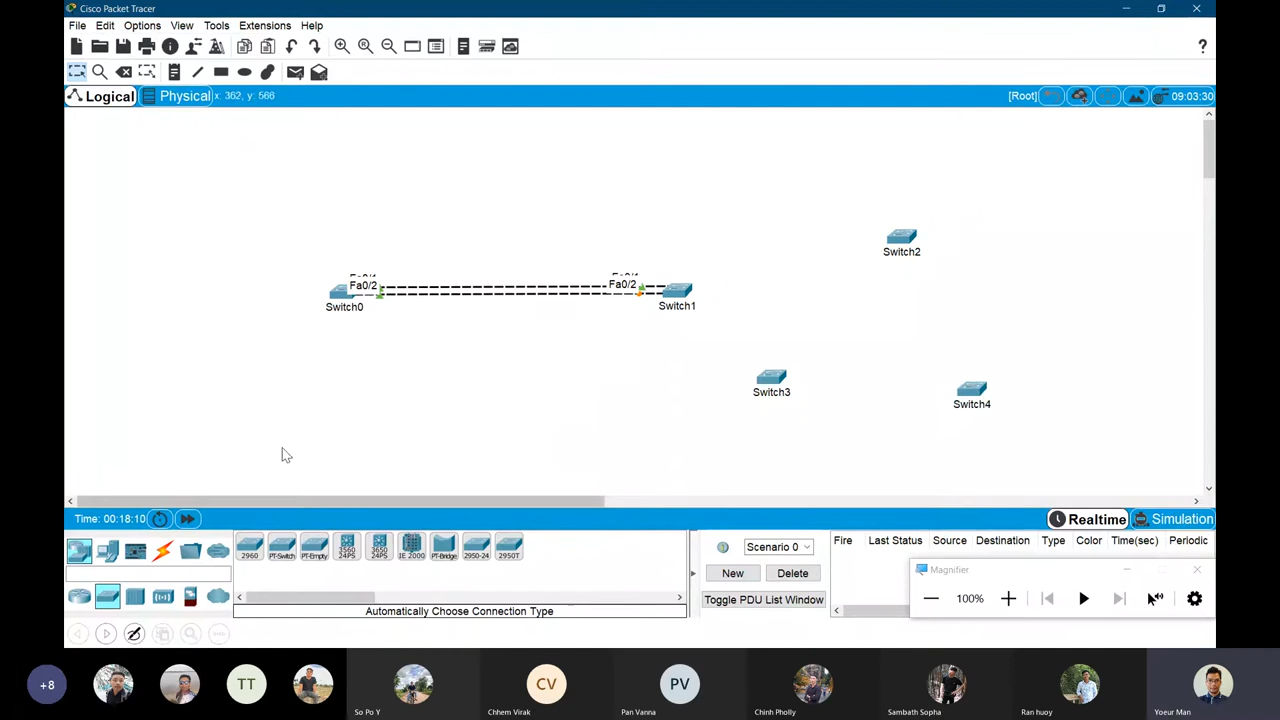 Cisco Packet Tracer
File Edit Options View Tools Extensions Help
?
Logical Physical x: 362, y: 566 [Root] 09:03:30
Switch2
Fa0/1 Fa0/1
Fa0/2 Fa0/2
Switch0 Switch1
Switch3 Switch4
Time: 00:18:10 Realtime Simulation
Scenario 0 Fire Last Status Source Destination Type Color Time(sec) Periodic
2960 PT-Switch PT-Empty 3560 24PS 3650 24PS IE 2000 PT-Bridge 2950-24 2950T
New Delete Magnifier
Toggle PDU List Window 100%
Automatically Choose Connection Type
+8 TT CV PV
So Po Y Chhem Virak Pan Vanna Chinh Pholly Sambath Sopha Ran huoy Yoeur Man